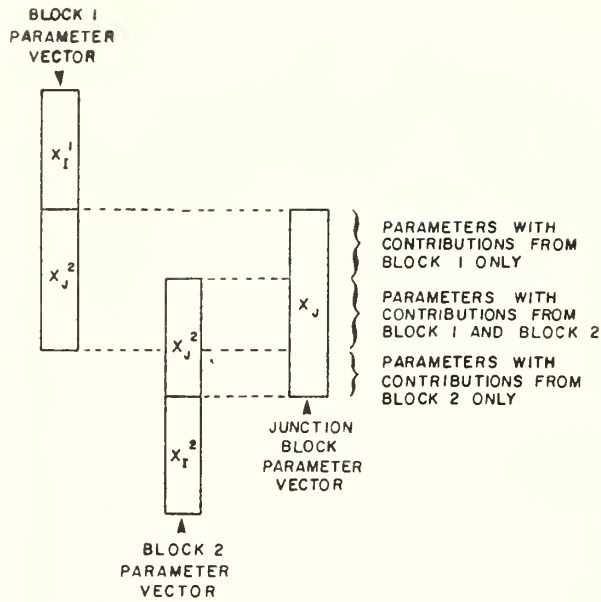 BLOCK 1
PARAMETER
VECTOR
X_I^1
X_J^2
X_J^2
X_I^2
X_J
PARAMETERS WITH
CONTRIBUTIONS FROM
BLOCK 1 ONLY
PARAMETERS WITH
CONTRIBUTIONS FROM
BLOCK 1 AND BLOCK 2
PARAMETERS WITH
CONTRIBUTIONS FROM
BLOCK 2 ONLY
JUNCTION
BLOCK
PARAMETER
VECTOR
BLOCK 2
PARAMETER
VECTOR